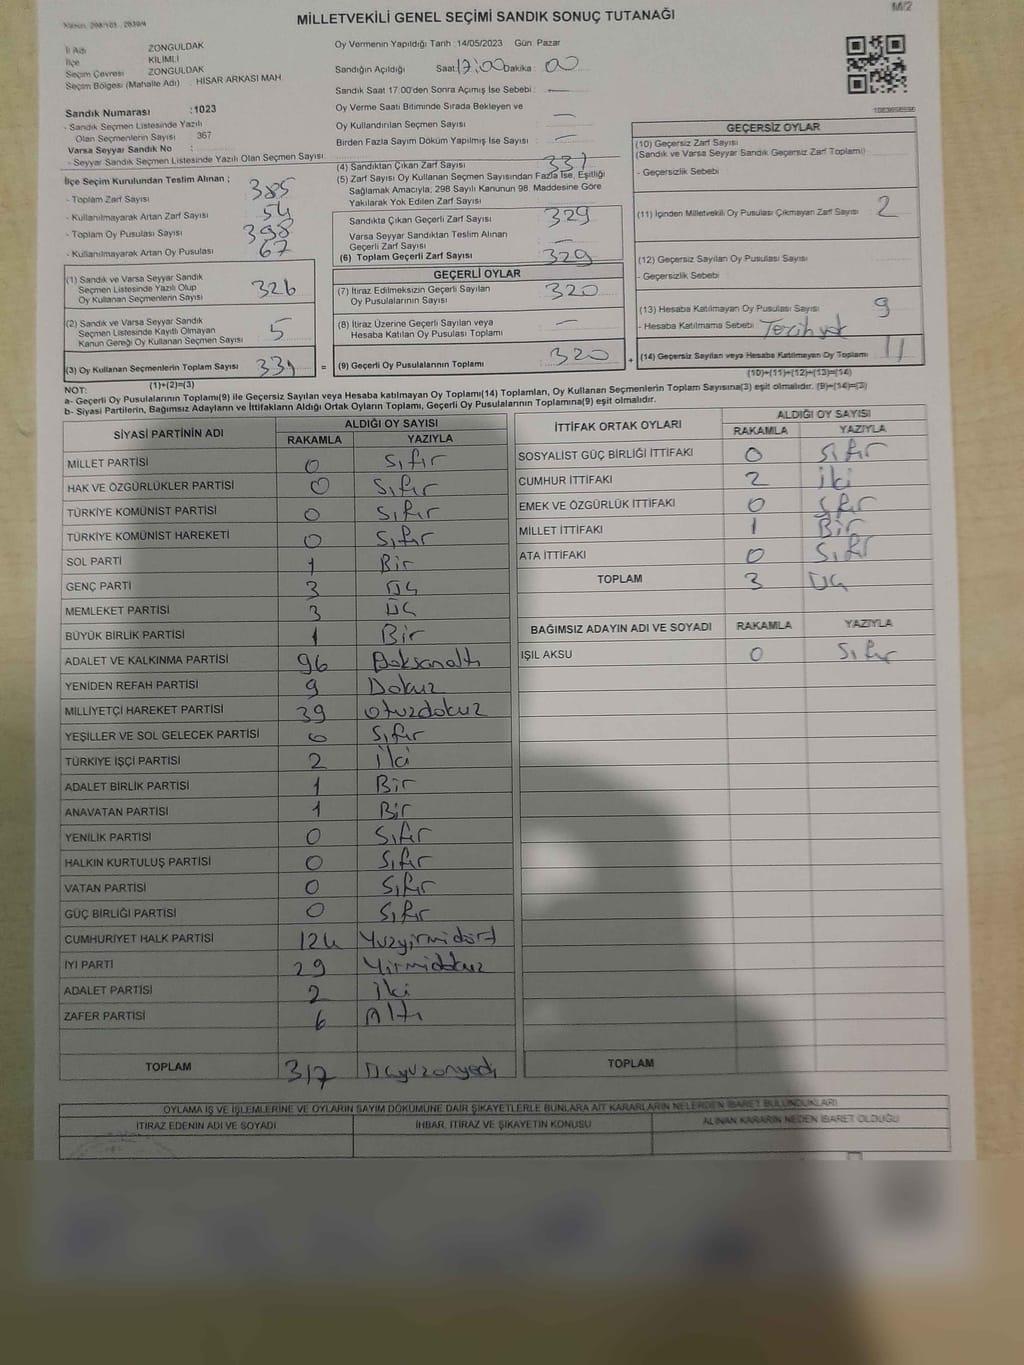 M/2
MİLLETVEKİLİ GENEL SEÇİMİ SANDIK SONUÇ TUTANAĞI
İl Adı ZONGULDAK
İlçe KİLİMLİ
Seçim Çevresi ZONGULDAK
Seçim Bölgesi (Mahalle Adı) : HİSAR ARKASI MAH.
Sandık Numarası :1023
- Sandık Seçmen Listesinde Yazılı
Olan Seçmenlerin Sayısı : 367
Varsa Seyyar Sandık No :
- Seyyar Sandık Seçmen Listesinde Yazılı Olan Seçmen Sayısı:
İlçe Seçim Kurulundan Teslim Alınan ;
- Toplam Zarf Sayısı 385
- Kullanılmayarak Artan Zarf Sayısı 54
- Toplam Oy Pusulası Sayısı 398
- Kullanılmayarak Artan Oy Pusulası 67
(1) Sandık ve Varsa Seyyar Sandık
Seçmen Listesinde Yazılı Olup
Oy Kullanan Seçmenlerin Sayısı 326
(2) Sandık ve Varsa Seyyar Sandık
Seçmen Listesinde Kayıtlı Olmayan
Kanun Gereği Oy Kullanan Seçmen Sayısı 5
(3) Oy Kullanan Seçmenlerin Toplam Sayısı 331 =
(1)+(2)=(3)
Oy Vermenin Yapıldığı Tarih :14/05/2023 Gün: Pazar
Sandığın Açıldığı Saat: 17:00 Dakika : 00
Sandık Saat 17:00'den Sonra Açımış İse Sebebi : —
Oy Verme Saati Bitiminde Sırada Bekleyen ve
Oy Kullandırılan Seçmen Sayısı : —
Birden Fazla Sayım Döküm Yapılmış İse Sayısı : —
(4) Sandıktan Çıkan Zarf Sayısı 331
(5) Zarf Sayısı Oy Kullanan Seçmen Sayısından Fazla İse, Eşitliği
Sağlamak Amacıyla; 298 Sayılı Kanunun 98. Maddesine Göre
Yakılarak Yok Edilen Zarf Sayısı :
Sandıkta Çıkan Geçerli Zarf Sayısı 329
Varsa Seyyar Sandıktan Teslim Alınan
Geçerli Zarf Sayısı : —
(6) Toplam Geçerli Zarf Sayısı : 329
GEÇERLİ OYLAR
(7) İtiraz Edilmeksizin Geçerli Sayılan
Oy Pusulalarının Sayısı : 320
(8) İtiraz Üzerine Geçerli Sayılan veya
Hesaba Katılan Oy Pusulası Toplamı : —
(9) Geçerli Oy Pusulalarının Toplamı : 320 +
GEÇERSİZ OYLAR
(10) Geçersiz Zarf Sayısı
(Sandık ve Varsa Seyyar Sandık Geçersiz Zarf Toplamı)
- Geçersizlik Sebebi
(11) İçinden Milletvekili Oy Pusulası Çıkmayan Zarf Sayısı : 2
(12) Geçersiz Sayılan Oy Pusulası Sayısı
- Geçersizlik Sebebi
(13) Hesaba Katılmayan Oy Pusulası Sayısı : 9
- Hesaba Katılmama Sebebi :
(14) Geçersiz Sayılan veya Hesaba Katılmayan Oy Toplamı : 11
(10)+(11)+(12)+(13)=(14)
NOT:
a- Geçerli Oy Pusulalarının Toplamı(9) ile Geçersiz Sayılan veya Hesaba katılmayan Oy Toplamı(14) Toplamları, Oy Kullanan Seçmenlerin Toplam Sayısına(3) eşit olmalıdır. (9)+(14)=(3)
b- Siyasi Partilerin, Bağımsız Adayların ve İttifakların Aldığı Ortak Oyların Toplamı, Geçerli Oy Pusulalarının Toplamına(9) eşit olmalıdır.
SİYASİ PARTİNİN ADI ALDIĞI OY SAYISI
RAKAMLA YAZIYLA
MİLLET PARTİSİ 0 Sıfır
HAK VE ÖZGÜRLÜKLER PARTİSİ 0 Sıfır
TÜRKİYE KOMÜNİST PARTİSİ 0 Sıfır
TÜRKİYE KOMÜNİST HAREKETİ 0 Sıfır
SOL PARTİ 1 Bir
GENÇ PARTİ 3 Üç
MEMLEKET PARTİSİ 3 Üç
BÜYÜK BİRLİK PARTİSİ 1 Bir
ADALET VE KALKINMA PARTİSİ 96 Doksanaltı
YENİDEN REFAH PARTİSİ 9 Dokuz
MİLLİYETÇİ HAREKET PARTİSİ 39 otuzdokuz
YEŞİLLER VE SOL GELECEK PARTİSİ 0 Sıfır
TÜRKİYE İŞÇİ PARTİSİ 2 İki
ADALET BİRLİK PARTİSİ 1 Bir
ANAVATAN PARTİSİ 1 Bir
YENİLİK PARTİSİ 0 Sıfır
HALKIN KURTULUŞ PARTİSİ 0 Sıfır
VATAN PARTİSİ 0 Sıfır
GÜÇ BİRLİĞİ PARTİSİ 0 Sıfır
CUMHURİYET HALK PARTİSİ 124 Yüzyirmidört
İYİ PARTİ 29 Yirmidokuz
ADALET PARTİSİ 2 İki
ZAFER PARTİSİ 6 Altı
TOPLAM 317 Üçyüzonyedi
İTTİFAK ORTAK OYLARI ALDIĞI OY SAYISI
RAKAMLA YAZIYLA
SOSYALİST GÜÇ BİRLİĞİ İTTİFAKI 0 Sıfır
CUMHUR İTTİFAKI 2 İki
EMEK VE ÖZGÜRLÜK İTTİFAKI 0 Sıfır
MİLLET İTTİFAKI 1 Bir
ATA İTTİFAKI 0 Sıfır
TOPLAM 3 Üç
BAĞIMSIZ ADAYIN ADI VE SOYADI RAKAMLA YAZIYLA
IŞIL AKSU 0 Sıfır
TOPLAM
OYLAMA İŞ VE İŞLEMLERİNE VE OYLARIN SAYIM DÖKÜMÜNE DAİR ŞİKAYETLERLE BUNLARA AİT KARARLARIN NELERDEN İBARET BULUNDUKLARI
İTİRAZ EDENİN ADI VE SOYADI İHBAR, İTİRAZ VE ŞİKAYETİN KONUSU ALINAN KARARIN NEDEN İBARET OLDUĞU